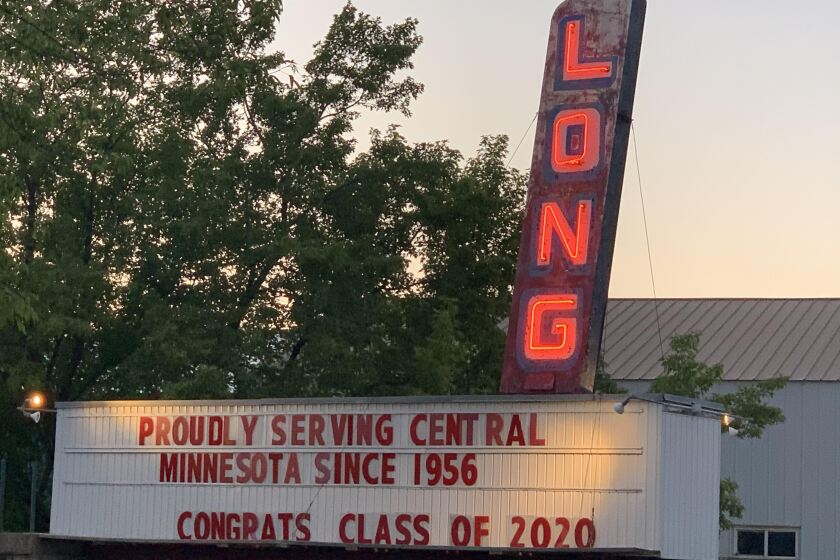 LONG
PROUDLY SERVING CENTRAL
MINNESOTA SINCE 1956
CONGRATS CLASS OF 2020